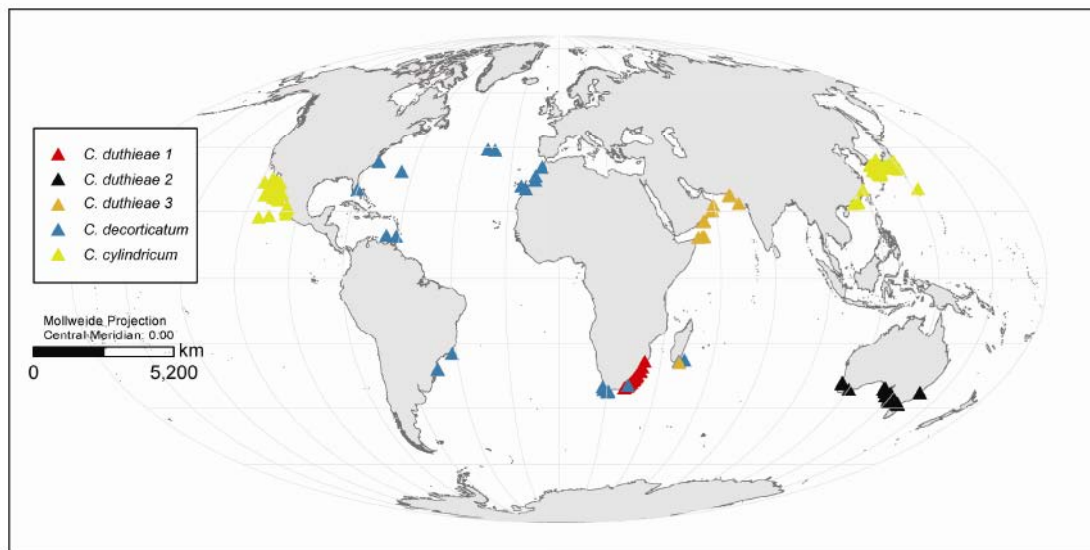 C. duthieae 1
C. duthieae 2
C. duthieae 3
C. decorticatum
C. cylindricum
Mollweide Projection
Central Meridian: 0.00
km
0 5,200